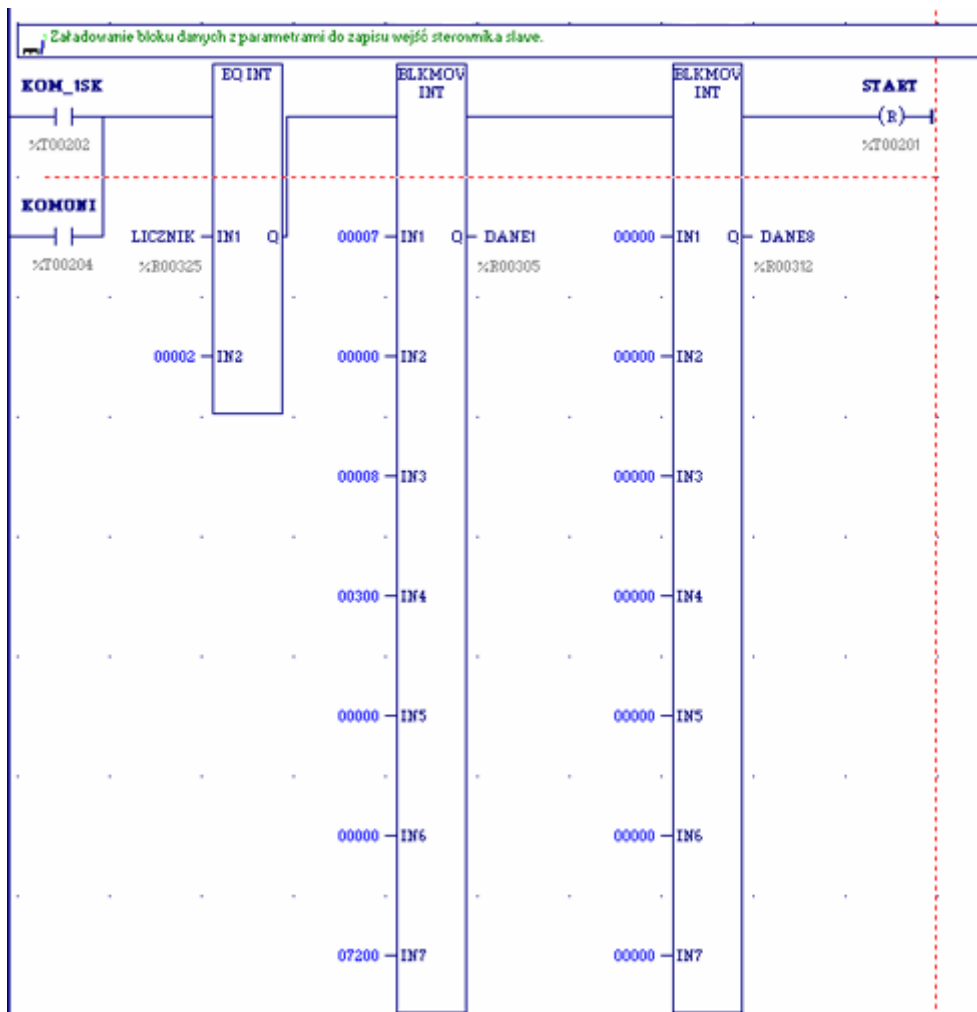 Załadowanie bloku danych z parametrami do zapisu wejść sterownika slave.
EQ INT BLKMOV INT BLKMOV INT
KOM_1SK START
(R)
%T00202 %T00201
KOMUNI
LICZNIK IN1 Q 00007 IN1 Q DANE1 00000 IN1 Q DANE8
%T00204 %R00325 %R00305 %R00312
00002 IN2 00000 IN2 00000 IN2
00008 IN3 00000 IN3
00300 IN4 00000 IN4
00000 IN5 00000 IN5
00000 IN6 00000 IN6
07200 IN7 00000 IN7